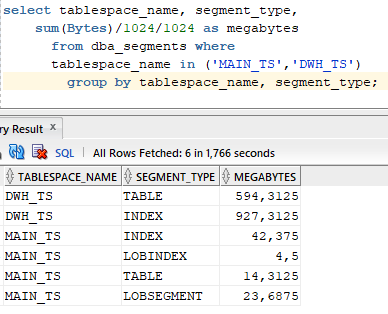 select tablespace_name, segment_type,
sum(Bytes)/1024/1024 as megabytes
from dba_segments where
tablespace_name in ('MAIN_TS','DWH_TS')
group by tablespace_name, segment_type;
ry Result x
SQL | All Rows Fetched: 6 in 1,766 seconds
TABLESPACE_NAME SEGMENT_TYPE MEGABYTES
DWH_TS TABLE 594,3125
DWH_TS INDEX 927,3125
MAIN_TS INDEX 42,375
MAIN_TS LOBINDEX 4,5
MAIN_TS TABLE 14,3125
MAIN_TS LOBSEGMENT 23,6875